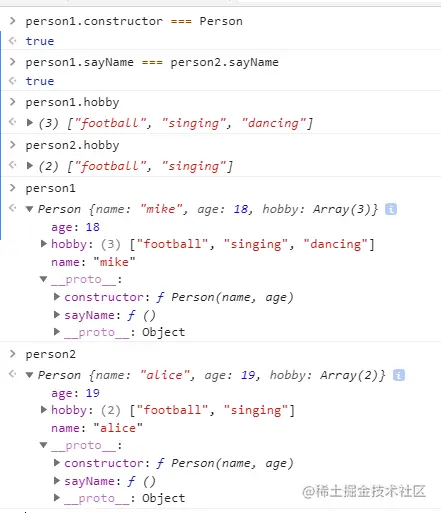 person1.constructor === Person
true
person1.sayName === person2.sayName
true
person1.hobby
(3) ["football", "singing", "dancing"]
person2.hobby
(2) ["football", "singing"]
person1
Person {name: "mike", age: 18, hobby: Array(3)} i
age: 18
hobby: (3) ["football", "singing", "dancing"]
name: "mike"
__proto__:
constructor: ƒ Person(name, age)
sayName: ƒ ()
__proto__: Object
person2
Person {name: "alice", age: 19, hobby: Array(2)} i
age: 19
hobby: (2) ["football", "singing"]
name: "alice"
__proto__:
constructor: ƒ Person(name, age)
sayName: ƒ ()
__proto__: Object
@稀土掘金技术社区